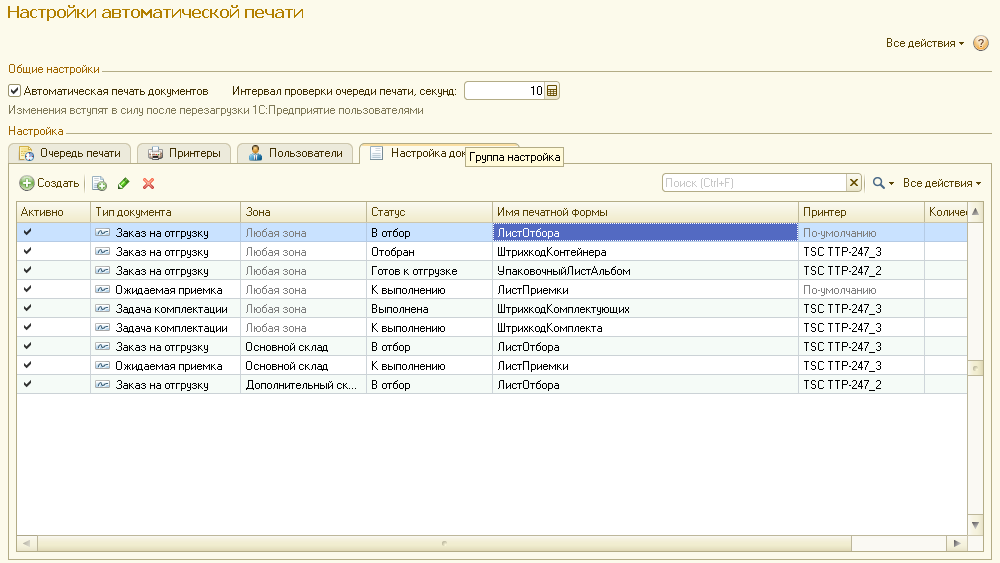 Настройки автоматической печати
Все действия
Общие настройки
Автоматическая печать документов Интервал проверки очереди печати, секунд: 10
Изменения вступят в силу после перезагрузки 1С:Предприятие пользователями
Настройка
Очередь печати Принтеры Пользователи Настройка док
Группа настройка
Создать Поиск (Ctrl+F) Все действия
Активно Тип документа Зона Статус Имя печатной формы Принтер Количес
Заказ на отгрузку Любая зона В отбор ЛистОтбора По-умолчанию
Заказ на отгрузку Любая зона Отобран ШтрихкодКонтейнера TSC TTP-247_3
Заказ на отгрузку Любая зона Готов к отгрузке УпаковочныйЛистАльбом TSC TTP-247_2
Ожидаемая приемка Любая зона К выполнению ЛистПриемки По-умолчанию
Задача комплектации Любая зона Выполнена ШтрихкодКомплектующих TSC TTP-247_3
Задача комплектации Любая зона К выполнению ШтрихкодКомплекта TSC TTP-247_3
Заказ на отгрузку Основной склад В отбор ЛистОтбора TSC TTP-247_3
Ожидаемая приемка Основной склад К выполнению ЛистПриемки TSC TTP-247_3
Заказ на отгрузку Дополнительный ск... В отбор ЛистОтбора TSC TTP-247_2